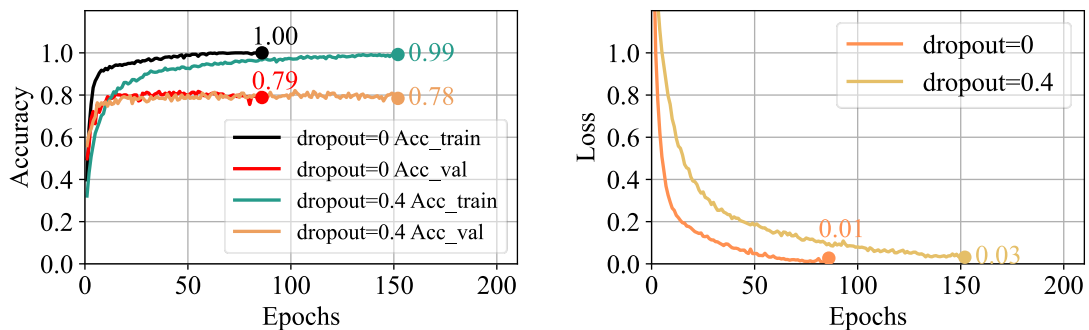 1.0
0.8
0.6
0.4
0.2
0.0
Accuracy
0
50
100
150
200
Epochs
1.00
0.99
0.79
0.78
dropout=0 Acc_train
dropout=0 Acc_val
dropout=0.4 Acc_train
dropout=0.4 Acc_val
1.0
0.8
0.6
0.4
0.2
0.0
Loss
0
50
100
150
200
Epochs
dropout=0
dropout=0.4
0.01
0.03